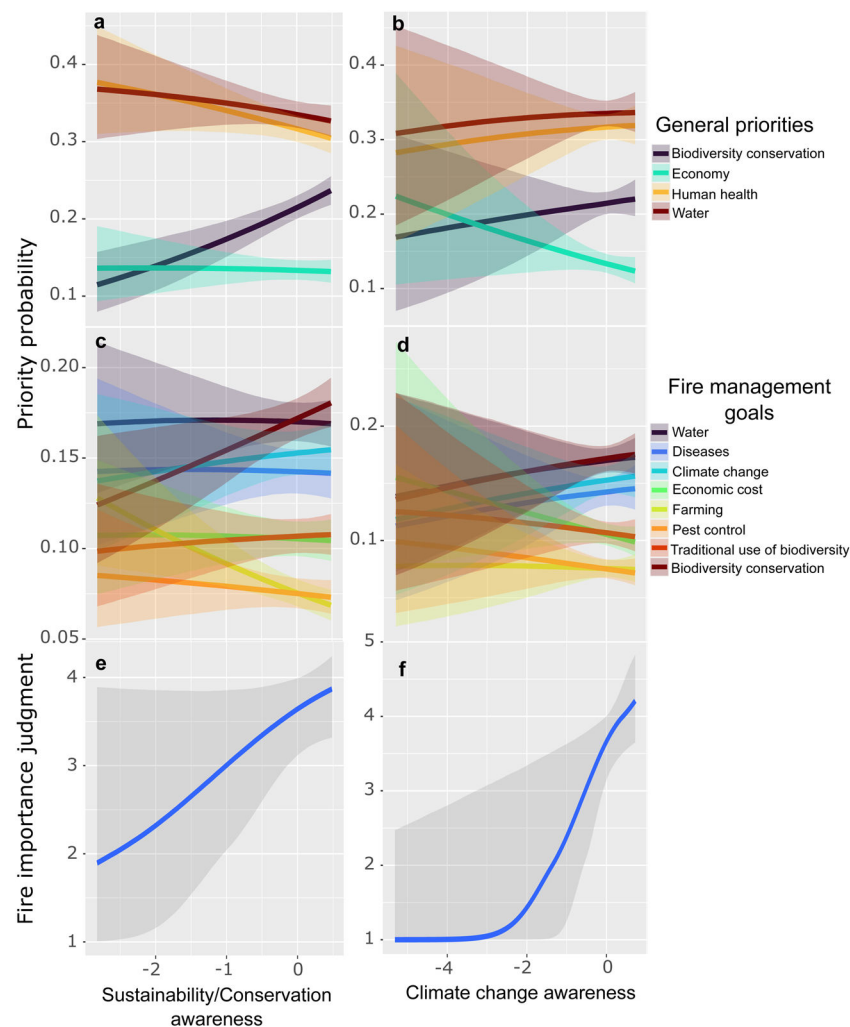 a
b
0.4
0.3
0.2
0.1
0.4
0.3
0.2
0.1
General priorities
Biodiversity conservation
Economy
Human health
Water
Priority probability
c
d
0.20
0.15
0.10
0.05
0.2
0.1
5
Fire management
goals
Water
Diseases
Climate change
Economic cost
Farming
Pest control
Traditional use of biodiversity
Biodiversity conservation
Fire importance judgment
e
f
4
3
2
1
4
3
2
1
-2
-1
0
-4
-2
0
Sustainability/Conservation
awareness
Climate change awareness